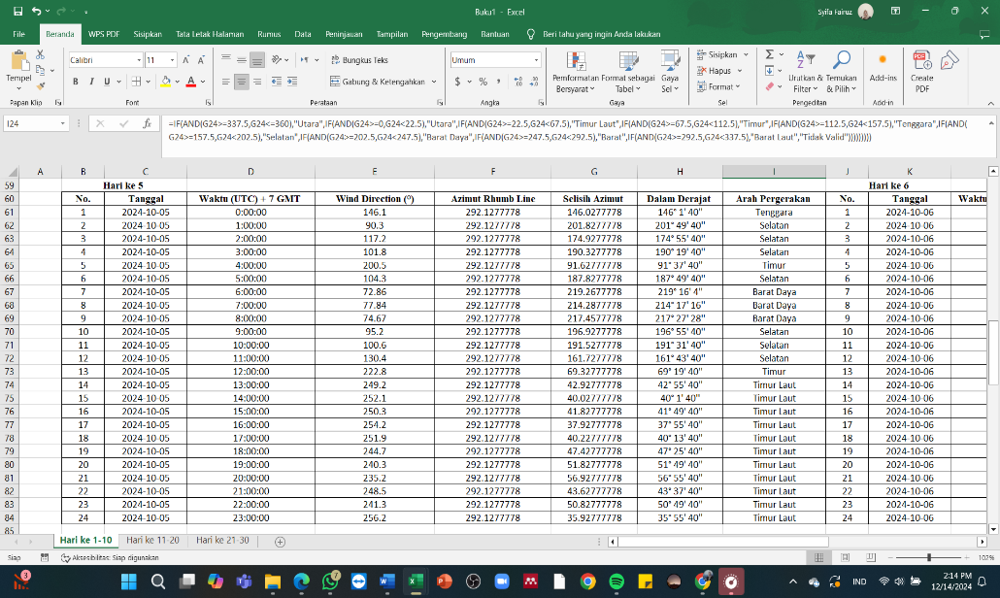 Buku1 - Excel
Syifa Fairuz
File Beranda WPS PDF Sisipkan Tata Letak Halaman Rumus Data Peninjauan Tampilan Pengembang Bantuan Beri tahu yang ingin Anda lakukan
Tempel
Calibri 11
B I U
Bungkus Teks
Gabung & Ketengahkan
Umum
$ % ,
Pemformatan Bersyarat
Format sebagai Tabel
Gaya Sel
Sisipkan
Hapus
Format
Urutkan & Filter
Temukan & Pilih
Add-ins
Create PDF
Papan Klip Font Perataan Angka Gaya Sel Pengeditan Add-in
I24
fx
=IF(AND(G24>=337.5,G24<=360),"Utara",IF(AND(G24>=0,G24<22.5),"Utara",IF(AND(G24>=22.5,G24<67.5),"Timur Laut",IF(AND(G24>=67.5,G24<112.5),"Timur",IF(AND(G24>=112.5,G24<157.5),"Tenggara",IF(AND(
G24>=157.5,G24<202.5),"Selatan",IF(AND(G24>=202.5,G24<247.5),"Barat Daya",IF(AND(G24>=247.5,G24<292.5),"Barat",IF(AND(G24>=292.5,G24<337.5),"Barat Laut","Tidak Valid")))))))))
A B C D E F G H I J K
59 Hari ke 5 Hari ke 6
60 No. Tanggal Waktu (UTC) + 7 GMT Wind Direction (°) Azimut Rhumb Line Selisih Azimut Dalam Derajat Arah Pergerakan No. Tanggal Waktu
61 1 2024-10-05 0:00:00 146.1 292.1277778 146.0277778 146° 1' 40" Tenggara 1 2024-10-06
62 2 2024-10-05 1:00:00 90.3 292.1277778 201.8277778 201° 49' 40" Selatan 2 2024-10-06
63 3 2024-10-05 2:00:00 117.2 292.1277778 174.9277778 174° 55' 40" Selatan 3 2024-10-06
64 4 2024-10-05 3:00:00 101.8 292.1277778 190.3277778 190° 19' 40" Selatan 4 2024-10-06
65 5 2024-10-05 4:00:00 200.5 292.1277778 91.62777778 91° 37' 40" Timur 5 2024-10-06
66 6 2024-10-05 5:00:00 104.3 292.1277778 187.8277778 187° 49' 40" Selatan 6 2024-10-06
67 7 2024-10-05 6:00:00 72.86 292.1277778 219.2677778 219° 16' 4" Barat Daya 7 2024-10-06
68 8 2024-10-05 7:00:00 77.84 292.1277778 214.2877778 214° 17' 16" Barat Daya 8 2024-10-06
69 9 2024-10-05 8:00:00 74.67 292.1277778 217.4577778 217° 27' 28" Barat Daya 9 2024-10-06
70 10 2024-10-05 9:00:00 95.2 292.1277778 196.9277778 196° 55' 40" Selatan 10 2024-10-06
71 11 2024-10-05 10:00:00 100.6 292.1277778 191.5277778 191° 31' 40" Selatan 11 2024-10-06
72 12 2024-10-05 11:00:00 130.4 292.1277778 161.7277778 161° 43' 40" Selatan 12 2024-10-06
73 13 2024-10-05 12:00:00 222.8 292.1277778 69.32777778 69° 19' 40" Timur 13 2024-10-06
74 14 2024-10-05 13:00:00 249.2 292.1277778 42.92777778 42° 55' 40" Timur Laut 14 2024-10-06
75 15 2024-10-05 14:00:00 252.1 292.1277778 40.02777778 40° 1' 40" Timur Laut 15 2024-10-06
76 16 2024-10-05 15:00:00 250.3 292.1277778 41.82777778 41° 49' 40" Timur Laut 16 2024-10-06
77 17 2024-10-05 16:00:00 254.2 292.1277778 37.92777778 37° 55' 40" Timur Laut 17 2024-10-06
78 18 2024-10-05 17:00:00 251.9 292.1277778 40.22777778 40° 13' 40" Timur Laut 18 2024-10-06
79 19 2024-10-05 18:00:00 244.7 292.1277778 47.42777778 47° 25' 40" Timur Laut 19 2024-10-06
80 20 2024-10-05 19:00:00 240.3 292.1277778 51.82777778 51° 49' 40" Timur Laut 20 2024-10-06
81 21 2024-10-05 20:00:00 235.2 292.1277778 56.92777778 56° 55' 40" Timur Laut 21 2024-10-06
82 22 2024-10-05 21:00:00 248.5 292.1277778 43.62777778 43° 37' 40" Timur Laut 22 2024-10-06
83 23 2024-10-05 22:00:00 241.3 292.1277778 50.82777778 50° 49' 40" Timur Laut 23 2024-10-06
84 24 2024-10-05 23:00:00 256.2 292.1277778 35.92777778 35° 55' 40" Timur Laut 24 2024-10-06
85
Hari ke 1-10 Hari ke 11-20 Hari ke 21-30
Siap Aksesibilitas: Siap digunakan 102%
3
7
IND
2:14 PM
12/14/2024